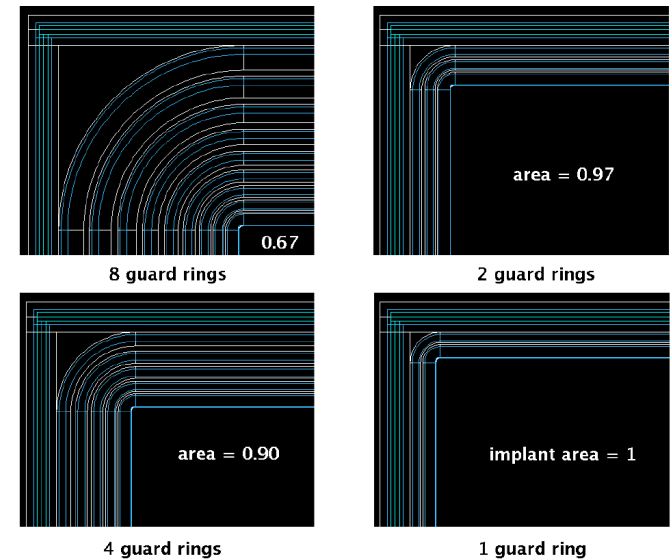 0.67
8 guard rings
area = 0.97
2 guard rings
area = 0.90
4 guard rings
implant area = 1
1 guard ring